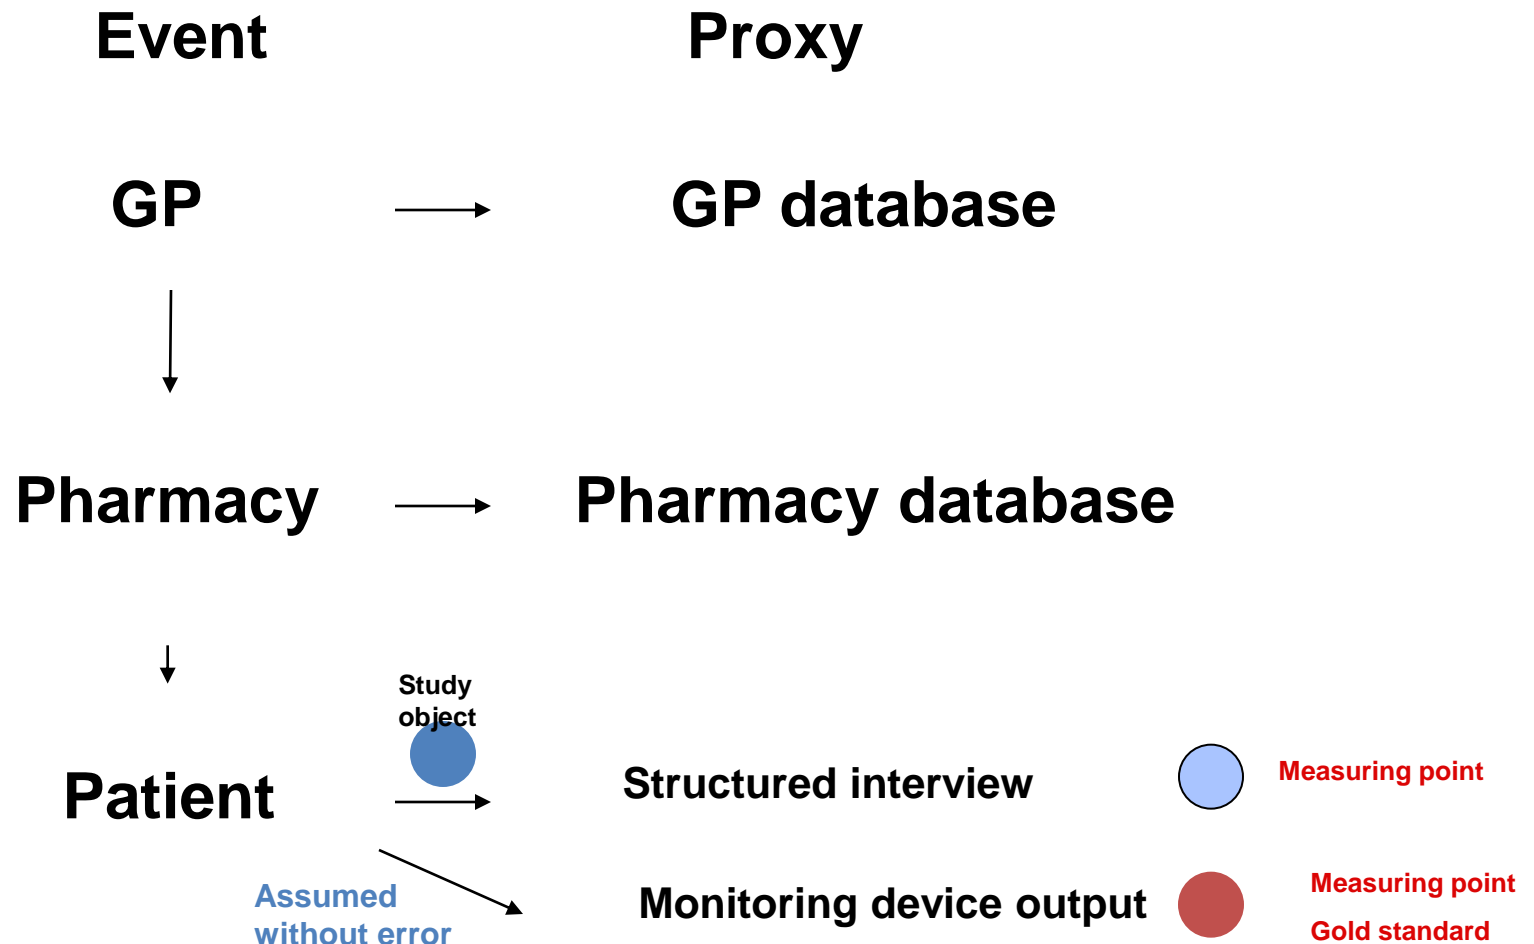 Event
Proxy
GP
GP database
Pharmacy
Pharmacy database
Study
object
Patient
Structured interview
Measuring point
Assumed
without error
Monitoring device output
Measuring point
Gold standard